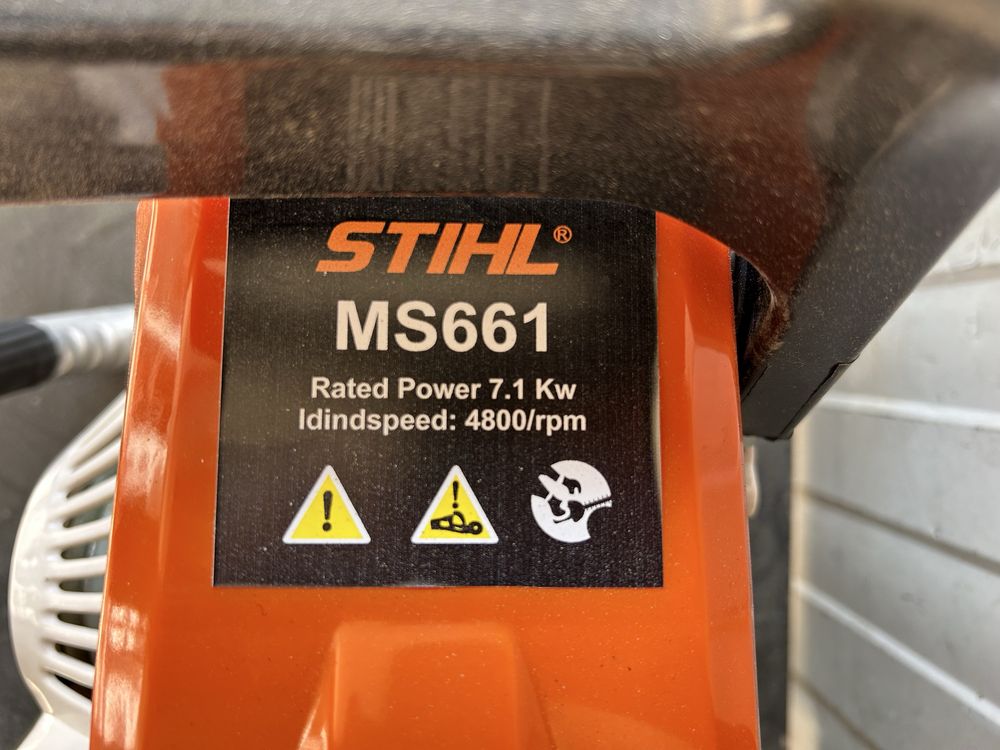 STIHL®
MS661
Rated Power 7.1 Kw
Idindspeed: 4800/rpm